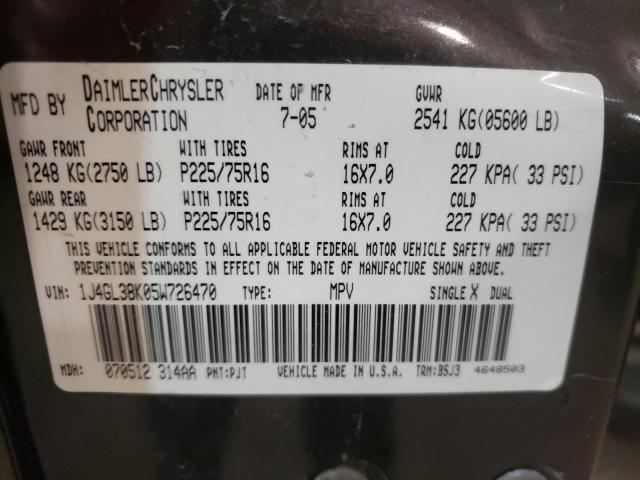 MFD BY DAIMLERCHRYSLER CORPORATION DATE OF MFR 7-05 GVWR 2541 KG(05600 LB)
GAWR FRONT WITH TIRES RIMS AT COLD
1248 KG(2750 LB) P225/75R16 16X7.0 227 KPA( 33 PSI)
GAWR REAR WITH TIRES RIMS AT COLD
1429 KG(3150 LB) P225/75R16 16X7.0 227 KPA( 33 PSI)
THIS VEHICLE CONFORMS TO ALL APPLICABLE FEDERAL MOTOR VEHICLE SAFETY AND THEFT
PREVENTION STANDARDS IN EFFECT ON THE DATE OF MANUFACTURE SHOWN ABOVE.
VIN: 1J4GL38K05W726470 TYPE: MPV SINGLE X DUAL
MDH: 070512 314AA PNT:PJT VEHICLE MADE IN U.S.A. TRM:B5J3 4648503